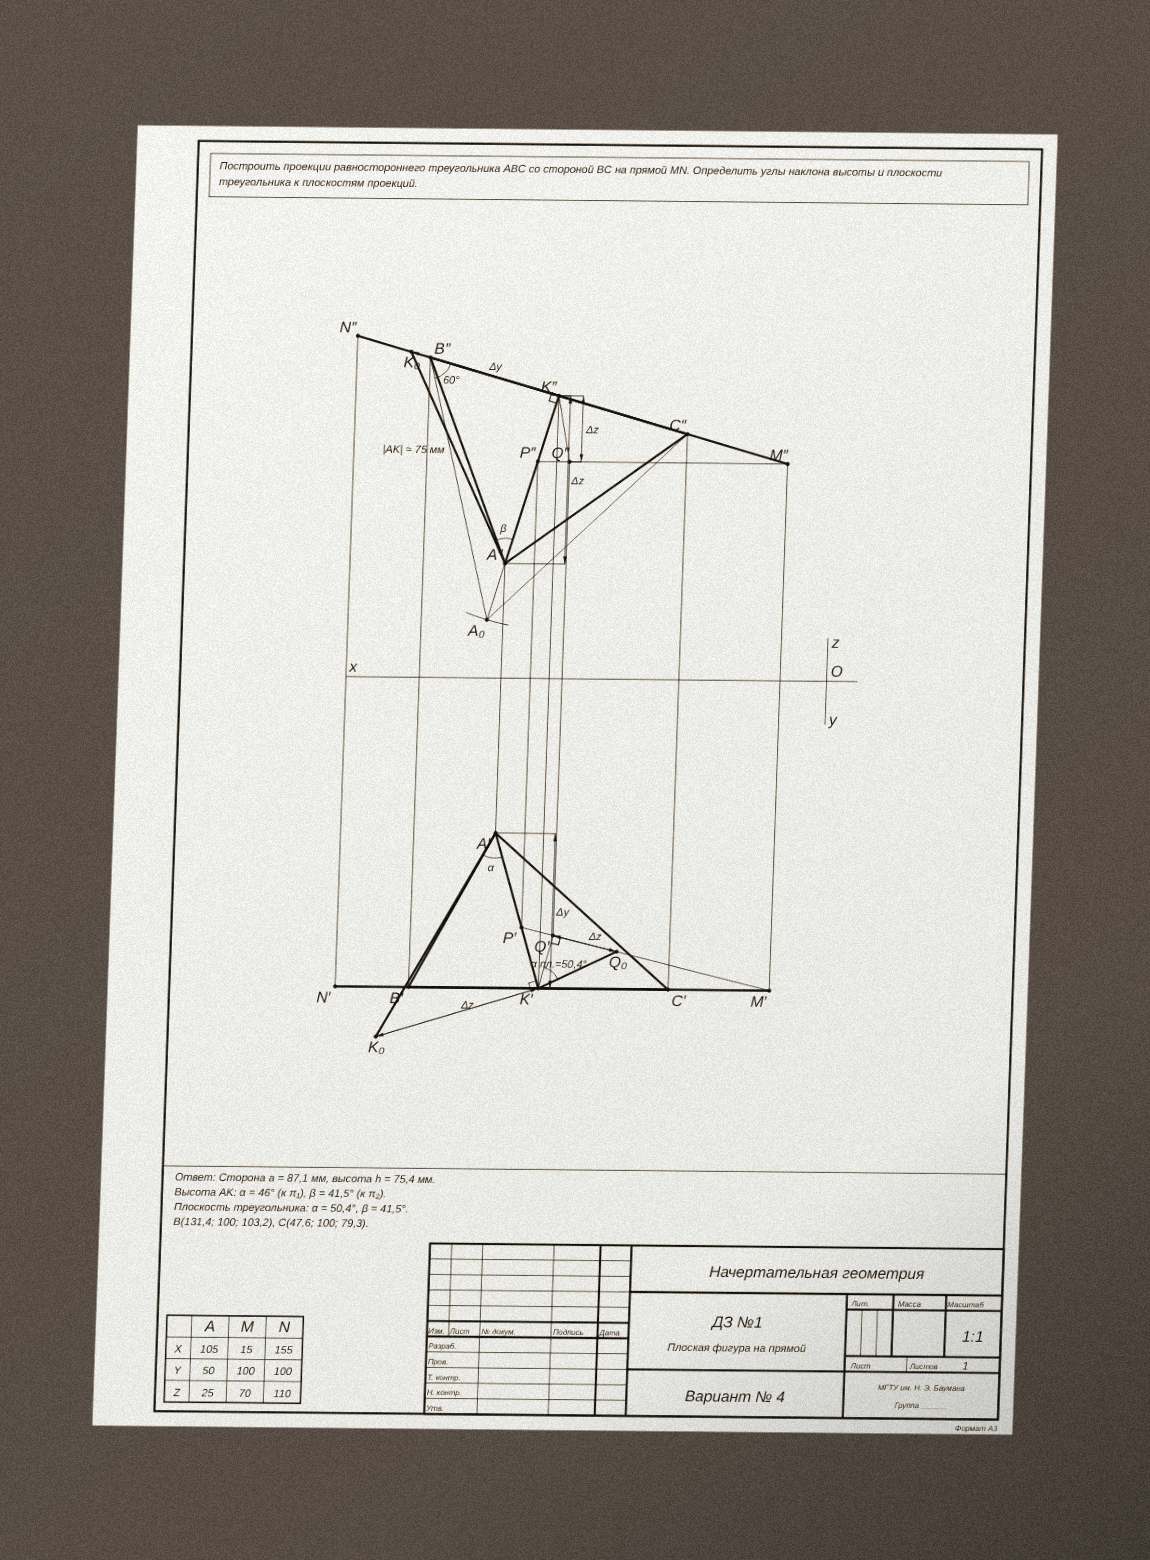 Построить проекции равностороннего треугольника ABC со стороной BC на прямой MN. Определить углы наклона высоты и плоскости
треугольника к плоскостям проекций.
N″
K₀
B″
Δy
60°
K″
Δz
C″
|AK| ≈ 75 мм
P″
Q″
M″
Δz
β
A″
A₀
z
x
O
y
A′
α
Δy
P′
Q′
Δz
α пл.=50,4°
Q₀
N′
B′
K′
C′
M′
Δz
K₀
Ответ: Сторона a = 87,1 мм, высота h = 75,4 мм.
Высота AK: α = 46° (к π₁), β = 41,5° (к π₂).
Плоскость треугольника: α = 50,4°, β = 41,5°.
B(131,4; 100; 103,2), C(47,6; 100; 79,3).
A M N
X 105 15 155
Y 50 100 100
Z 25 70 110
Начертательная геометрия
ДЗ №1
Плоская фигура на прямой
Вариант № 4
Лит. Масса Масштаб
1:1
Лист Листов 1
МГТУ им. Н. Э. Баумана
Группа ______
Изм. Лист № докум. Подпись Дата
Разраб.
Пров.
Т. контр.
Н. контр.
Утв.
Формат А3